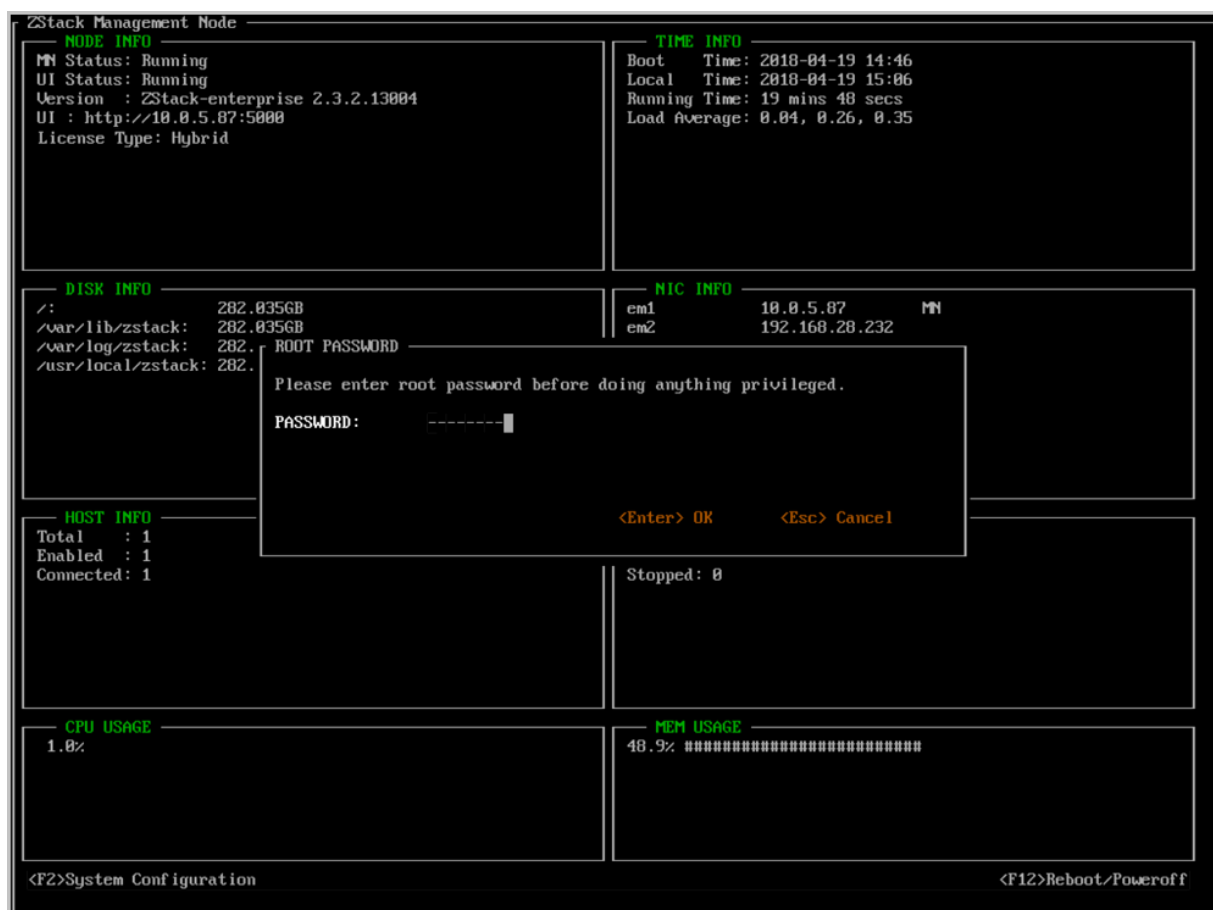 ZStack Management Node
NODE INFO
MN Status: Running
UI Status: Running
Version : ZStack-enterprise 2.3.2.13004
UI : http://10.0.5.87:5000
License Type: Hybrid
TIME INFO
Boot Time: 2018-04-19 14:46
Local Time: 2018-04-19 15:06
Running Time: 19 mins 48 secs
Load Average: 0.04, 0.26, 0.35
DISK INFO
/: 282.035GB
/var/lib/zstack: 282.035GB
/var/log/zstack: 282.
/usr/local/zstack: 282.
NIC INFO
em1 10.0.5.87 MN
em2 192.168.28.232
ROOT PASSWORD
Please enter root password before doing anything privileged.
PASSWORD: --------
<Enter> OK <Esc> Cancel
HOST INFO
Total : 1
Enabled : 1
Connected: 1
Stopped: 0
CPU USAGE
1.0%
MEM USAGE
48.9% #########################
<F2>System Configuration
<F12>Reboot/Poweroff